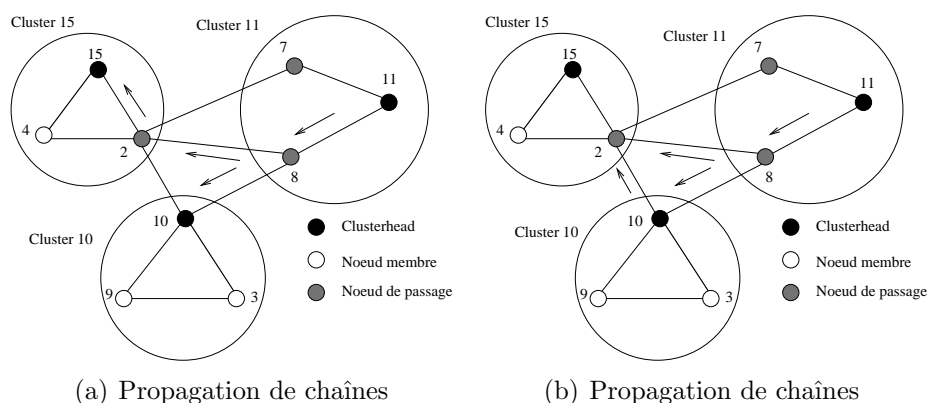 Cluster 15
Cluster 11
15
7
11
4
2
8
10
Cluster 10
9
3
Clusterhead
Noeud membre
Noeud de passage
(a) Propagation de chaînes
Cluster 15
Cluster 11
15
7
11
4
2
8
10
Cluster 10
9
3
Clusterhead
Noeud membre
Noeud de passage
(b) Propagation de chaînes